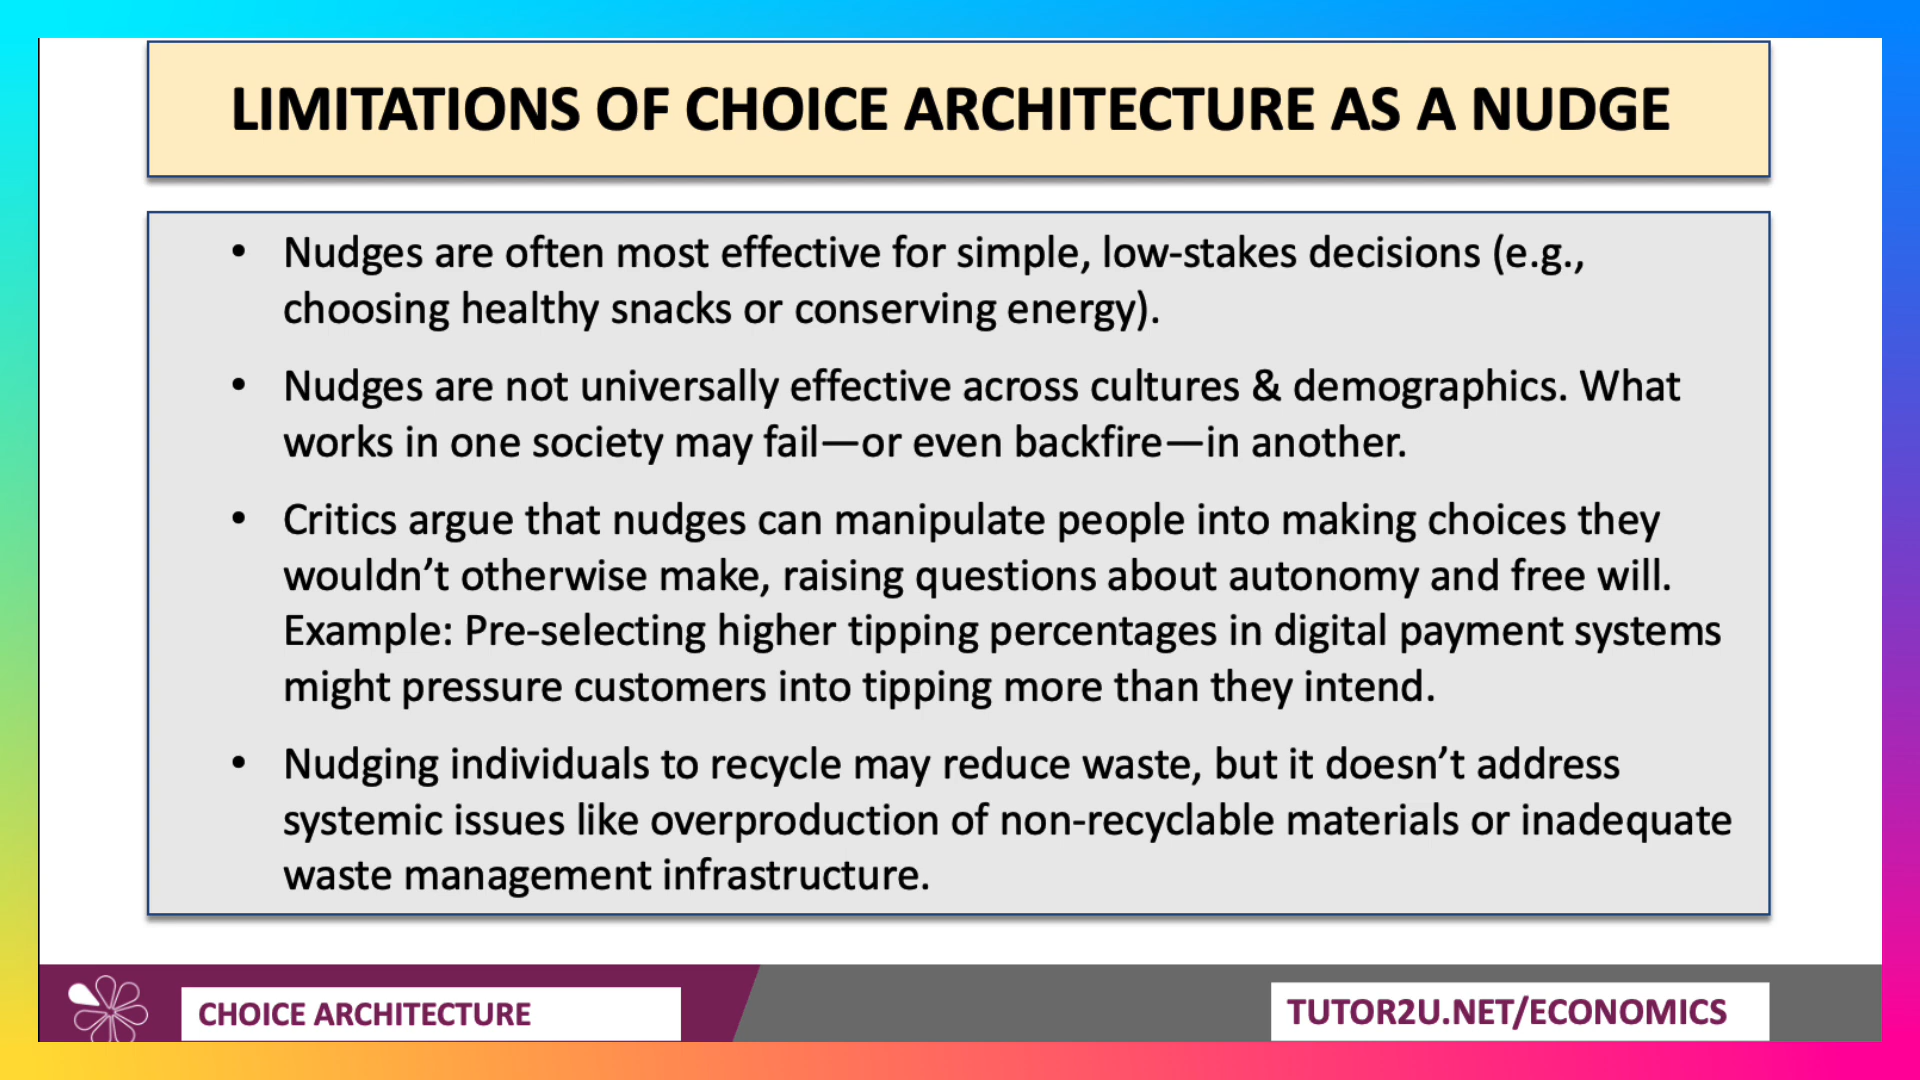 LIMITATIONS OF CHOICE ARCHITECTURE AS A NUDGE
• Nudges are often most effective for simple, low-stakes decisions (e.g.,
choosing healthy snacks or conserving energy).
• Nudges are not universally effective across cultures & demographics. What
works in one society may fail—or even backfire—in another.
• Critics argue that nudges can manipulate people into making choices they
wouldn’t otherwise make, raising questions about autonomy and free will.
Example: Pre-selecting higher tipping percentages in digital payment systems
might pressure customers into tipping more than they intend.
• Nudging individuals to recycle may reduce waste, but it doesn’t address
systemic issues like overproduction of non-recyclable materials or inadequate
waste management infrastructure.
CHOICE ARCHITECTURE
TUTOR2U.NET/ECONOMICS